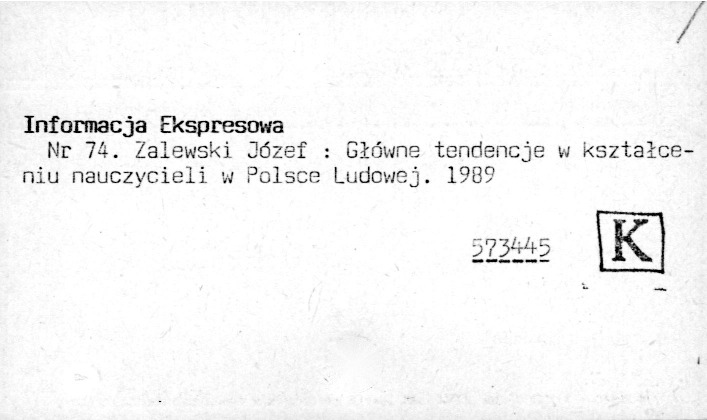 Informacja Ekspresowa
Nr 74. Zalewski Józef : Główne tendencje w kształce-
niu nauczycieli w Polsce Ludowej. 1989
573445
K